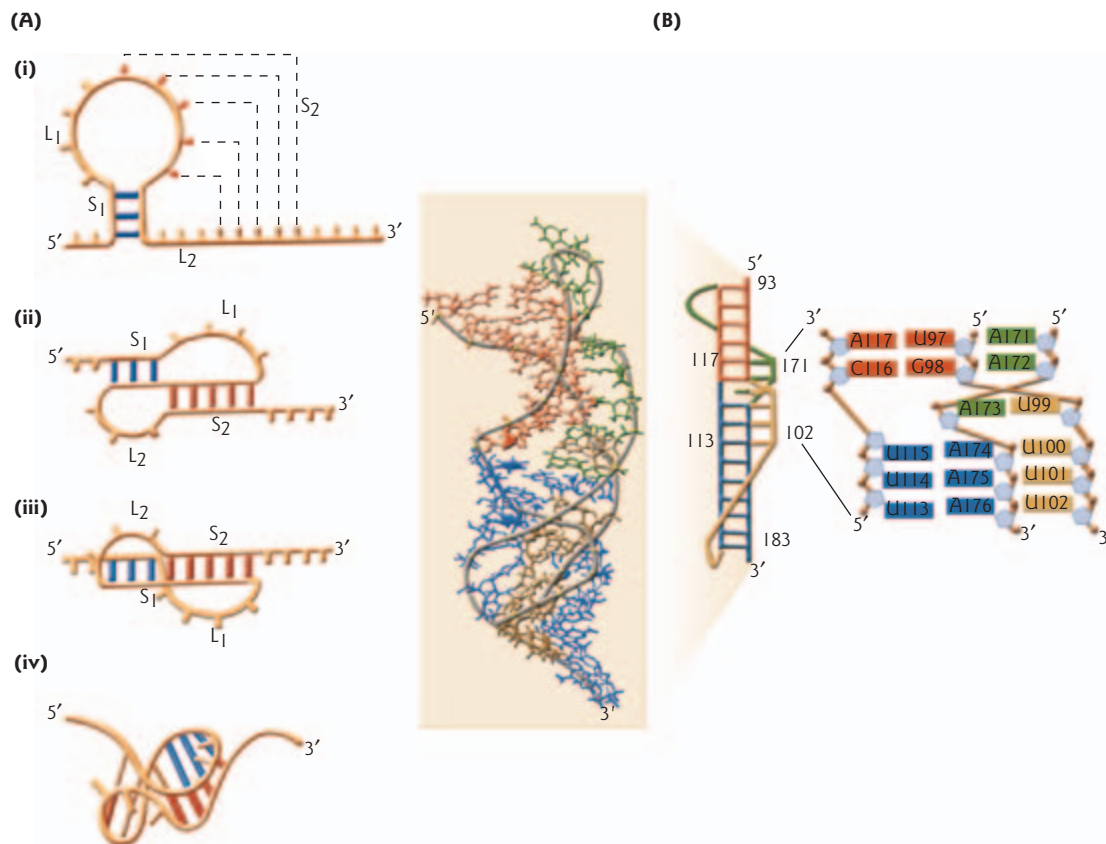 (A)
(B)
(i)
L1
S2
S1
5′
3′
L2
(ii)
L1
S1
5′
3′
S2
L2
(iii)
L2
S2
5′
3′
S1
L1
(iv)
5′
3′
5′
3′
5′
93
117
171
113
102
183
3′
3′
5′
5′
A117
U97
A171
C116
G98
A172
A173
U99
U115
A174
U100
U114
A175
U101
U113
A176
U102
5′
3′
3′